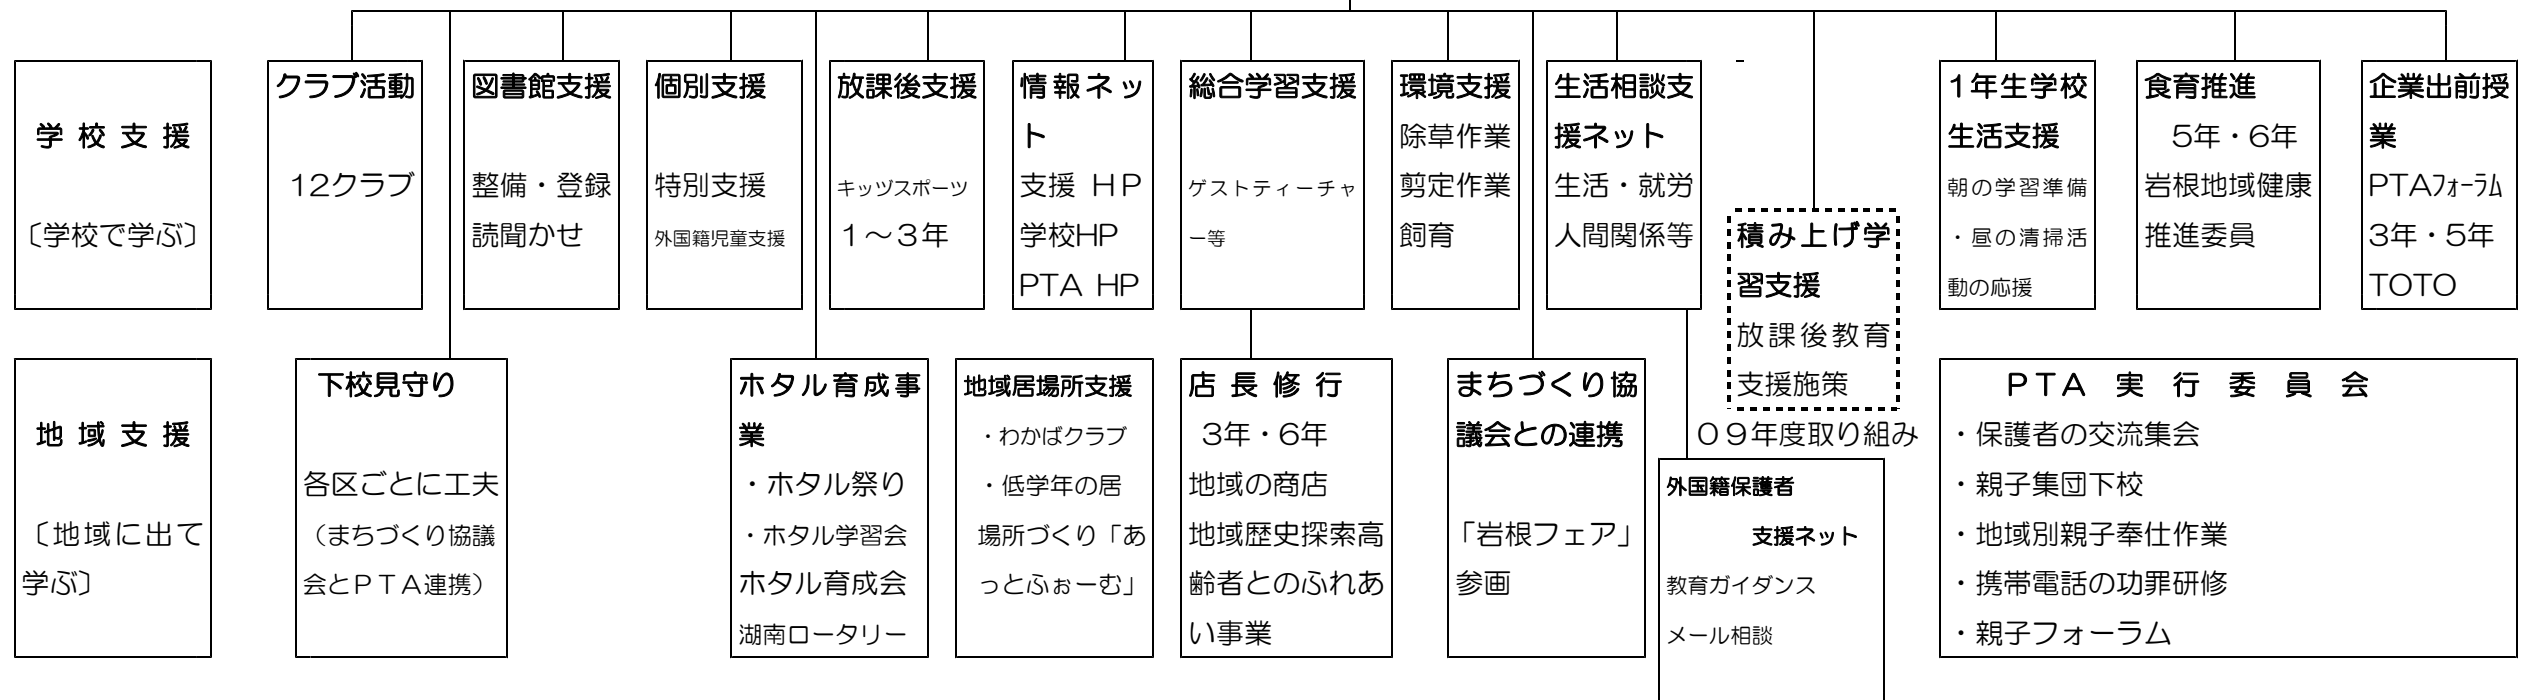 学校支援
〔学校で学ぶ〕
クラブ活動
12クラブ
図書館支援
整備・登録
読聞かせ
個別支援
特別支援
外国籍児童支援
放課後支援
キッヅスポーツ
１～３年
情報ネッ
ト
支援 ＨＰ
学校HP
PTA HP
総合学習支援
ゲストティーチャ
ー等
環境支援
除草作業
剪定作業
飼育
生活相談支
援ネット
生活・就労
人間関係等
積み上げ学
習支援
放課後教育
支援施策
０９年度取り組み
１年生学校
生活支援
朝の学習準備
・昼の清掃活
動の応援
食育推進
5年・6年
岩根地域健康
推進委員
企業出前授
業
PTAﾌｫｰﾗﾑ
3年・5年
TOTO
地域支援
〔地域に出て
学ぶ〕
下校見守り
各区ごとに工夫
（まちづくり協議
会とＰＴＡ連携）
ホタル育成事
業
・ホタル祭り
・ホタル学習会
ホタル育成会
湖南ロータリー
地域居場所支援
・わかばクラブ
・低学年の居
場所づくり「あ
っとふぉーむ」
店長修行
3年・6年
地域の商店
地域歴史探索高
齢者とのふれあ
い事業
まちづくり協
議会との連携
「岩根フェア」
参画
外国籍保護者
支援ネット
教育ガイダンス
メール相談
ＰＴＡ　実　行　委　員　会
・保護者の交流集会
・親子集団下校
・地域別親子奉仕作業
・携帯電話の功罪研修
・親子フォーラム